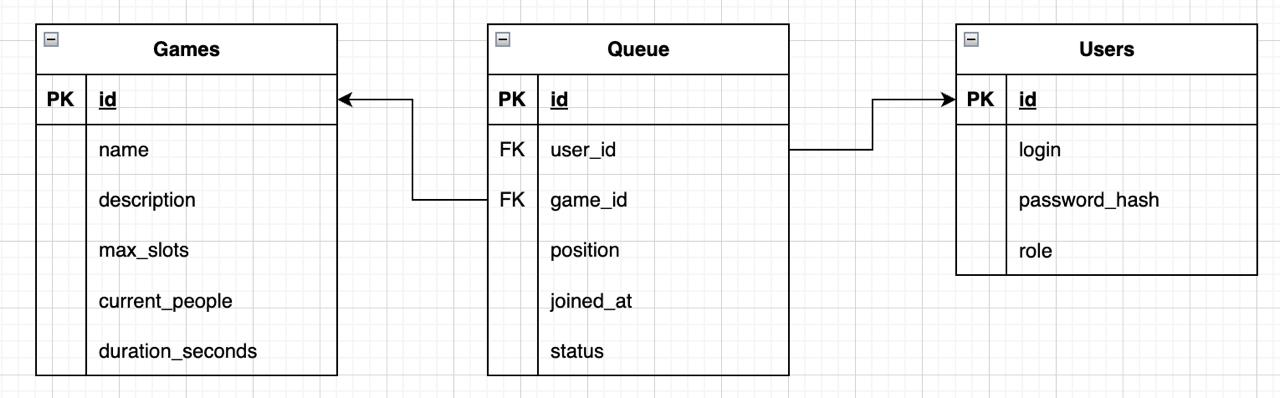 Games
PK id
name
description
max_slots
current_people
duration_seconds
Queue
PK id
FK user_id
FK game_id
position
joined_at
status
Users
PK id
login
password_hash
role